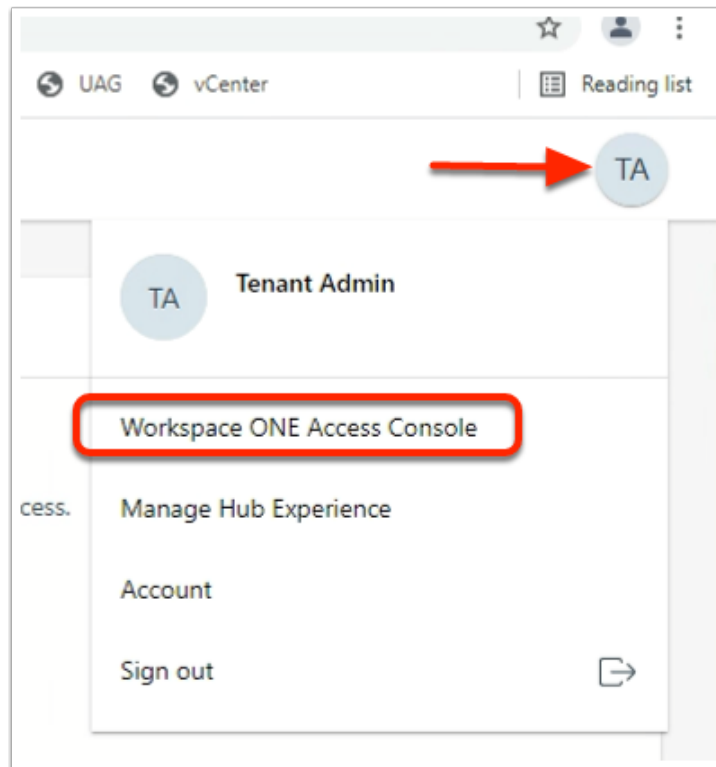 UAG vCenter Reading list
TA
TA Tenant Admin
Workspace ONE Access Console
cess. Manage Hub Experience
Account
Sign out